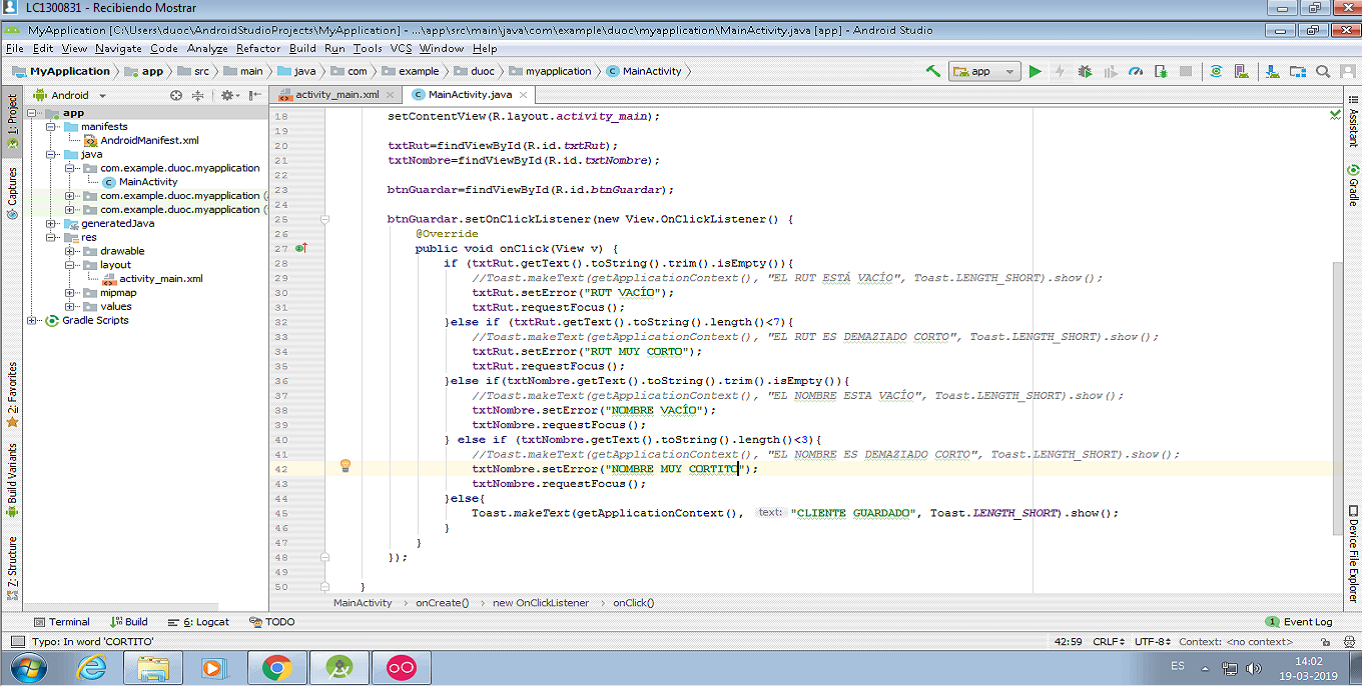 LC1300831 - Recibiendo Mostrar
MyApplication [C:\Users\duoc\AndroidStudioProjects\MyApplication] - ...\app\src\main\java\com\example\duoc\myapplication\MainActivity.java [app] - Android Studio
File Edit View Navigate Code Analyze Refactor Build Run Tools VCS Window Help
MyApplication app src main java com example duoc myapplication MainActivity app
Android
activity_main.xml MainActivity.java
1: Project
Captures
2: Favorites
Build Variants
7: Structure
app
manifests
AndroidManifest.xml
java
com.example.duoc.myapplication
MainActivity
com.example.duoc.myapplication (
com.example.duoc.myapplication (
generatedJava
res
drawable
layout
activity_main.xml
mipmap
values
Gradle Scripts
18 setContentView(R.layout.activity_main);
19
20 txtRut=findViewById(R.id.txtRut);
21 txtNombre=findViewById(R.id.txtNombre);
22
23 btnGuardar=findViewById(R.id.btnGuardar);
24
25 btnGuardar.setOnClickListener(new View.OnClickListener() {
26 @Override
27 public void onClick(View v) {
28 if (txtRut.getText().toString().trim().isEmpty()){
29 //Toast.makeText(getApplicationContext(), "EL RUT ESTÁ VACÍO", Toast.LENGTH_SHORT).show();
30 txtRut.setError("RUT VACÍO");
31 txtRut.requestFocus();
32 }else if (txtRut.getText().toString().length()<7){
33 //Toast.makeText(getApplicationContext(), "EL RUT ES DEMAZIADO CORTO", Toast.LENGTH_SHORT).show();
34 txtRut.setError("RUT MUY CORTO");
35 txtRut.requestFocus();
36 }else if(txtNombre.getText().toString().trim().isEmpty()){
37 //Toast.makeText(getApplicationContext(), "EL NOMBRE ESTA VACÍO", Toast.LENGTH_SHORT).show();
38 txtNombre.setError("NOMBRE VACÍO");
39 txtNombre.requestFocus();
40 } else if (txtNombre.getText().toString().length()<3){
41 //Toast.makeText(getApplicationContext(), "EL NOMBRE ES DEMAZIADO CORTO", Toast.LENGTH_SHORT).show();
42 txtNombre.setError("NOMBRE MUY CORTITO");
43 txtNombre.requestFocus();
44 }else{
45 Toast.makeText(getApplicationContext(), text: "CLIENTE GUARDADO", Toast.LENGTH_SHORT).show();
46 }
47 }
48 });
49
50 }
MainActivity onCreate() new OnClickListener onClick()
Assistant
Gradle
Device File Explorer
Terminal Build 6: Logcat TODO 1 Event Log
Typo: In word 'CORTITO' 42:59 CRLF UTF-8 Context: <no context>
ES 14:02
19-03-2019